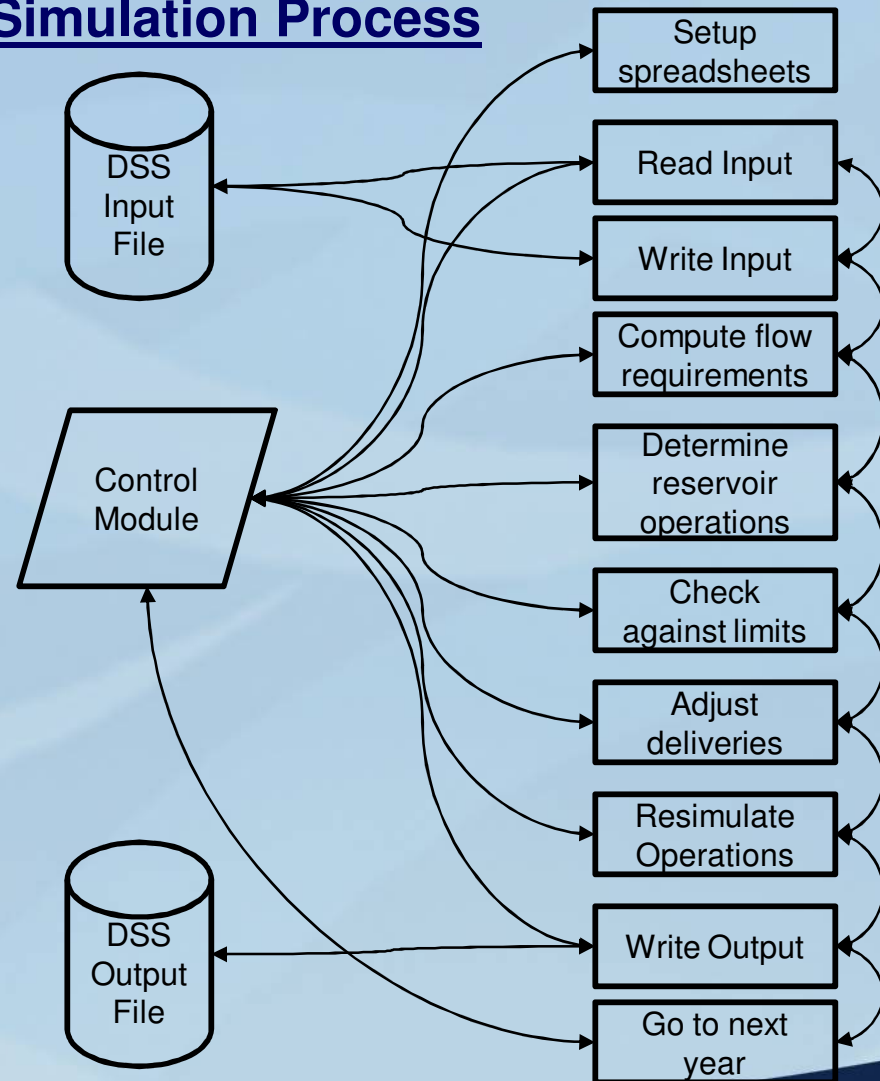 Simulation Process
Setup
spreadsheets
DSS
Input
File
Read Input
Write Input
Compute flow
requirements
Control
Module
Determine
reservoir
operations
Check
against limits
Adjust
deliveries
Resimulate
Operations
DSS
Output
File
Write Output
Go to next
year